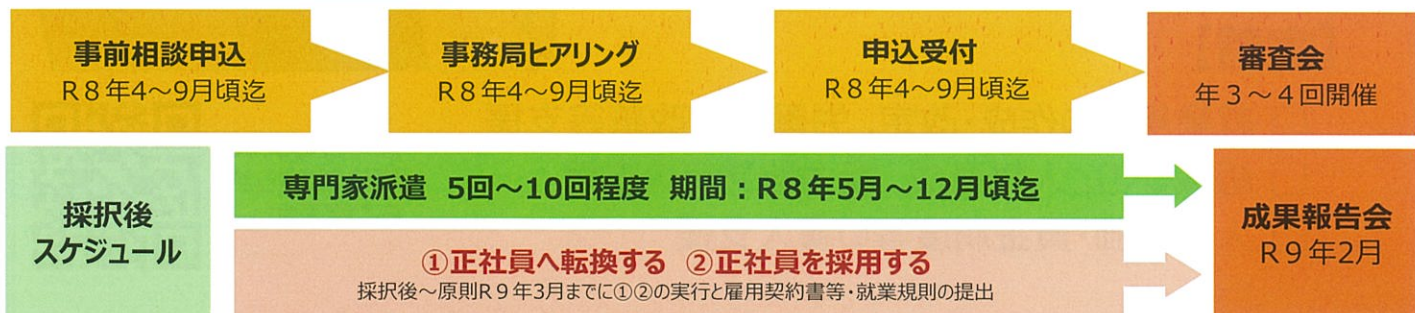 事前相談申込
R８年4～9月頃迄
事務局ヒアリング
R８年4～9月頃迄
申込受付
R８年4～9月頃迄
審査会
年３～４回開催
採択後
スケジュール
専門家派遣 5回～10回程度 期間：R８年5月～12月頃迄
①正社員へ転換する ②正社員を採用する
採択後～原則R９年3月までに①②の実行と雇用契約書等・就業規則の提出
成果報告会
R９年2月